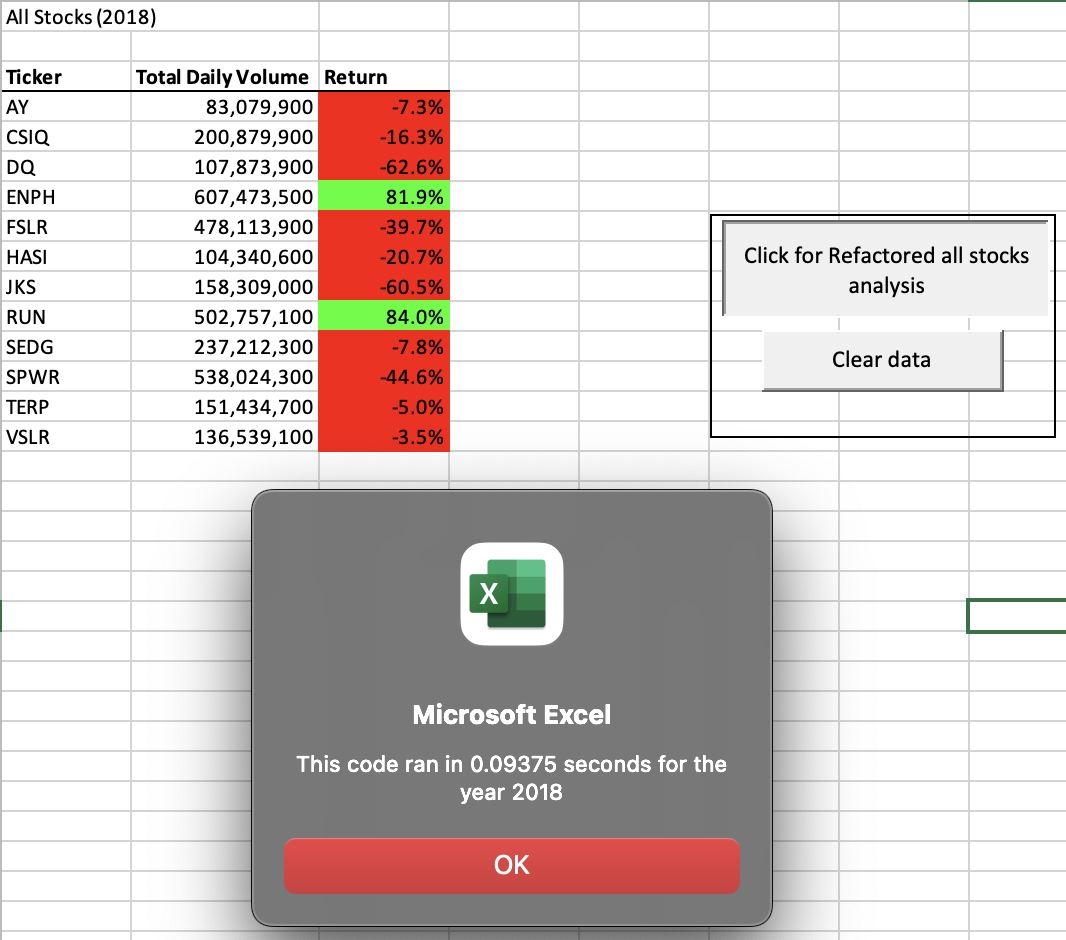 All Stocks (2018)
Ticker Total Daily Volume Return
AY 83,079,900 -7.3%
CSIQ 200,879,900 -16.3%
DQ 107,873,900 -62.6%
ENPH 607,473,500 81.9%
FSLR 478,113,900 -39.7%
HASI 104,340,600 -20.7%
JKS 158,309,000 -60.5%
RUN 502,757,100 84.0%
SEDG 237,212,300 -7.8%
SPWR 538,024,300 -44.6%
TERP 151,434,700 -5.0%
VSLR 136,539,100 -3.5%
Click for Refactored all stocks
analysis
Clear data
X
Microsoft Excel
This code ran in 0.09375 seconds for the
year 2018
OK